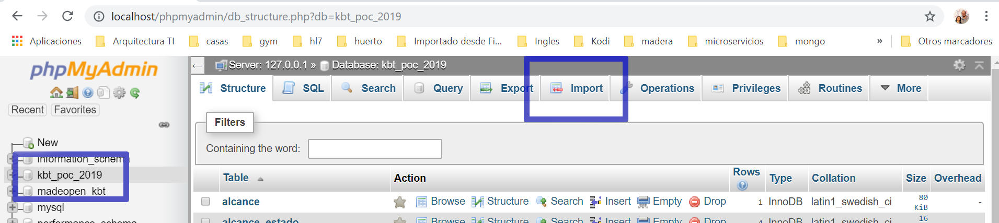 localhost/phpmyadmin/db_structure.php?db=kbt_poc_2019
Aplicaciones Arquitectura TI casas gym hl7 huerto Importado desde Fi... Ingles Kodi madera microservicios mongo » Otros marcadores
phpMyAdmin
Recent Favorites
New
information_schema
kbt_poc_2019
madeopen_kbt
mysql
performance_schema
← Server: 127.0.0.1 » Database: kbt_poc_2019
Structure SQL Search Query Export Import Operations Privileges Routines More
Filters
Containing the word:
Table Action Rows Type Collation Size Overhead
alcance Browse Structure Search Insert Empty Drop 1 InnoDB latin1_swedish_ci 80 KiB -
alcance_estado Browse Structure Search Insert Empty Drop 4 InnoDB latin1_swedish_ci 16